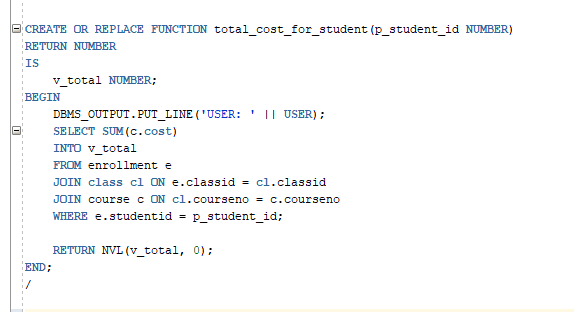 CREATE OR REPLACE FUNCTION total_cost_for_student(p_student_id NUMBER)
RETURN NUMBER
IS
    v_total NUMBER;
BEGIN
    DBMS_OUTPUT.PUT_LINE('USER: ' || USER);
    SELECT SUM(c.cost)
    INTO v_total
    FROM enrollment e
    JOIN class cl ON e.classid = cl.classid
    JOIN course c ON cl.courseno = c.courseno
    WHERE e.studentid = p_student_id;

    RETURN NVL(v_total, 0);
END;
/